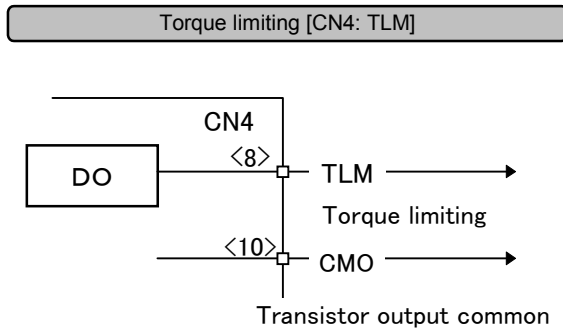 Torque limiting [CN4: TLM]
CN4
<8>
DO
TLM
Torque limiting
<10>
CMO
Transistor output common